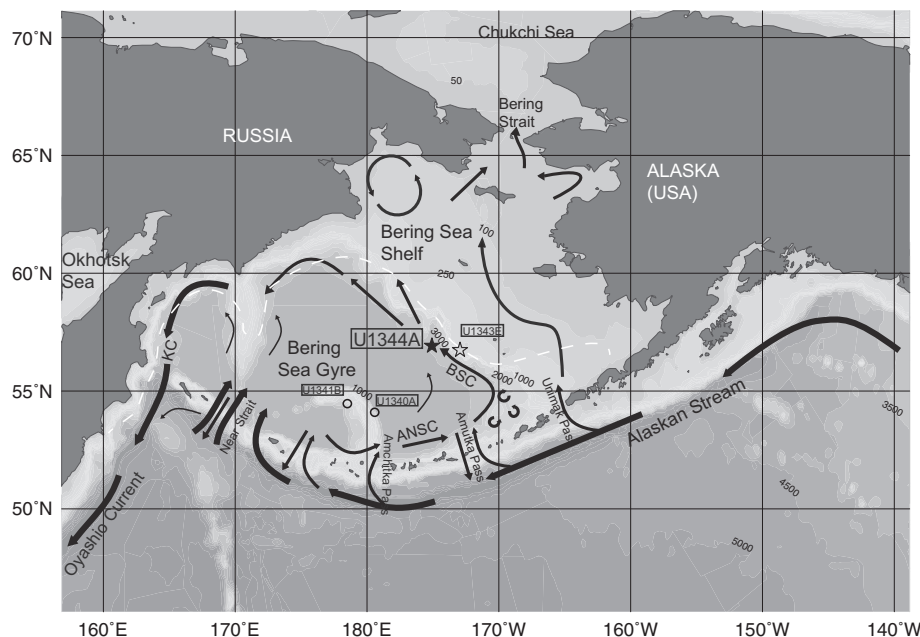 70°N
Chukchi Sea
50
Bering
Strait
RUSSIA
65°N
ALASKA
(USA)
100
Bering Sea
Shelf
Okhotsk
Sea
60°N
250
U1344A
3000
U1343E
KC
Bering
Sea Gyre
BSC
2000
1000
55°N
U1341B
1000
U1340A
Unimak Pas
Alaskan Stream
3500
Near Strait
ANSC
Amutka Pass
Amchitka Pass
4500
50°N
Oyashio Current
5000
160°E
170°E
180°E
170°W
160°W
150°W
140°W